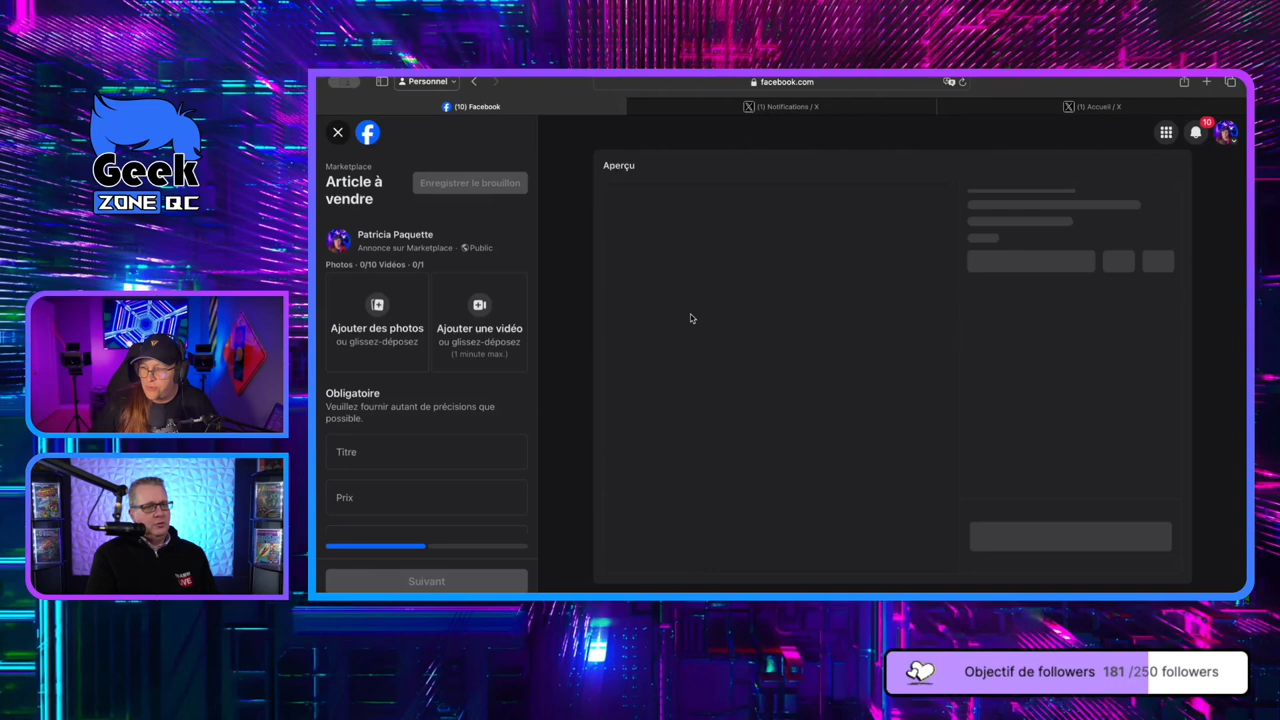 Geek
ZONE QC
Personnel
facebook.com
(10) Facebook
(1) Notifications / X
(1) Accueil / X
10
Marketplace
Article à
vendre
Enregistrer le brouillon
Patricia Paquette
Annonce sur Marketplace · Public
Photos · 0/10 Vidéos · 0/1
Ajouter des photos
ou glissez-déposez
Ajouter une vidéo
ou glissez-déposez
(1 minute max.)
Obligatoire
Veuillez fournir autant de précisions que
possible.
Titre
Prix
Suivant
Aperçu
Objectif de followers 181 /250 followers